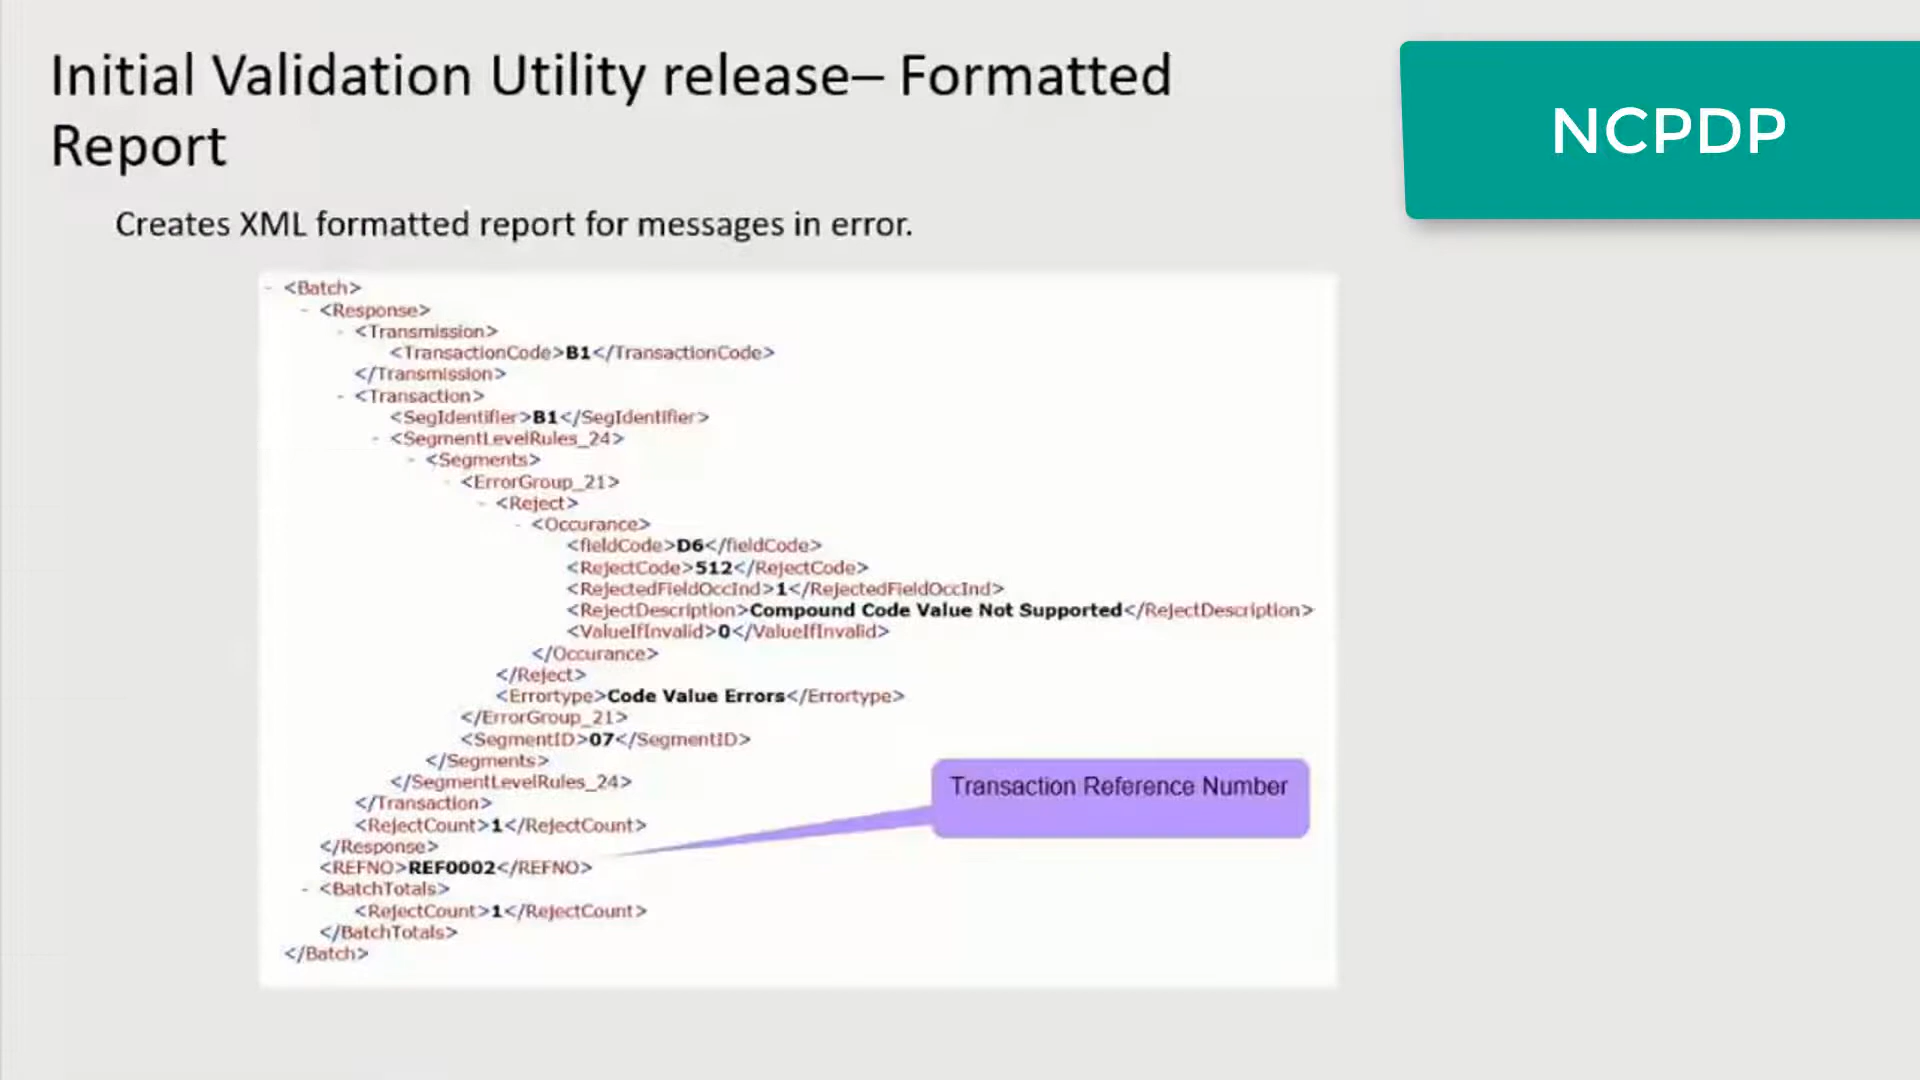 Initial Validation Utility release– Formatted
Report
NCPDP
Creates XML formatted report for messages in error.
- <Batch>
- <Response>
- <Transmission>
<TransactionCode>B1</TransactionCode>
</Transmission>
- <Transaction>
<SegIdentifier>B1</SegIdentifier>
- <SegmentLevelRules_24>
- <Segments>
- <ErrorGroup_21>
- <Reject>
- <Occurance>
<fieldCode>D6</fieldCode>
<RejectCode>512</RejectCode>
<RejectedFieldOccInd>1</RejectedFieldOccInd>
<RejectDescription>Compound Code Value Not Supported</RejectDescription>
<ValueIfInvalid>0</ValueIfInvalid>
</Occurance>
</Reject>
<Errortype>Code Value Errors</Errortype>
</ErrorGroup_21>
<SegmentID>07</SegmentID>
</Segments>
</SegmentLevelRules_24>
</Transaction>
<RejectCount>1</RejectCount>
</Response>
<REFNO>REF0002</REFNO>
- <BatchTotals>
<RejectCount>1</RejectCount>
</BatchTotals>
</Batch>
Transaction Reference Number